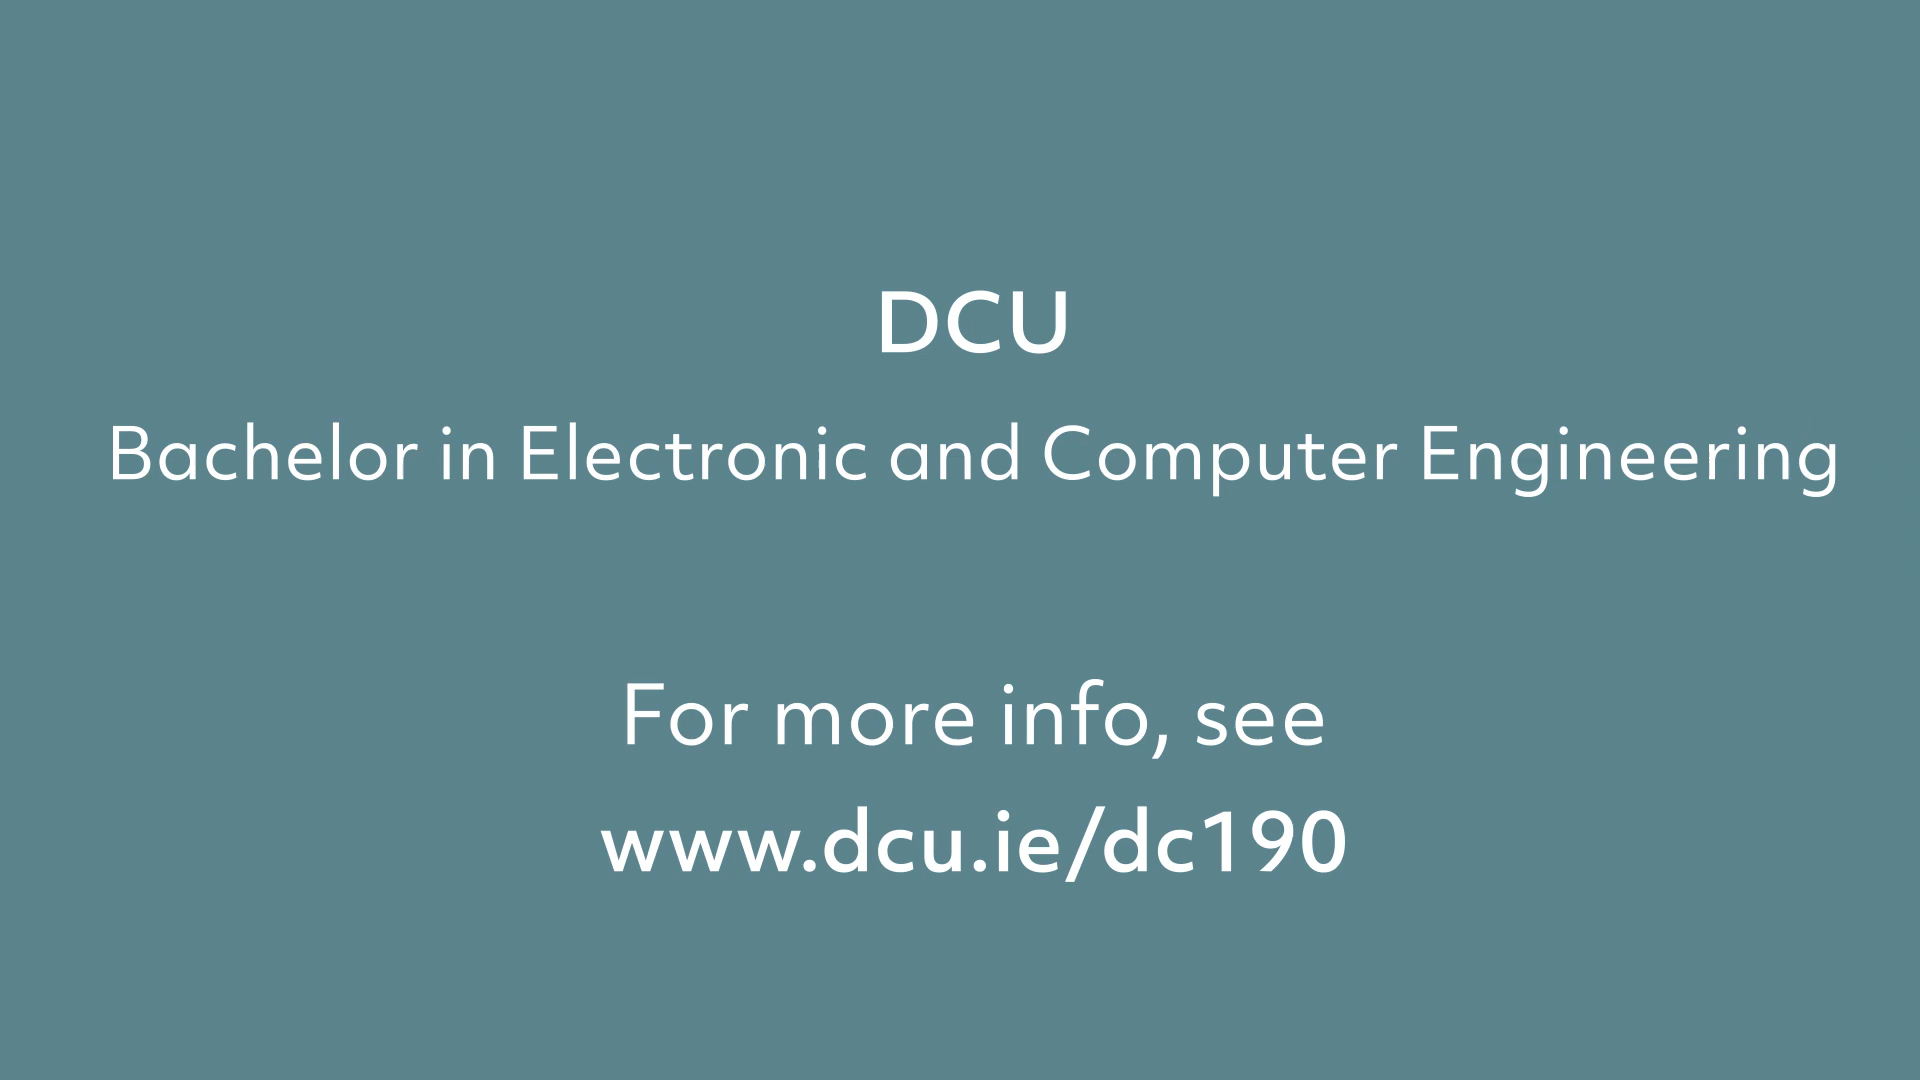 DCU
Bachelor in Electronic and Computer Engineering
For more info, see
www.dcu.ie/dc190